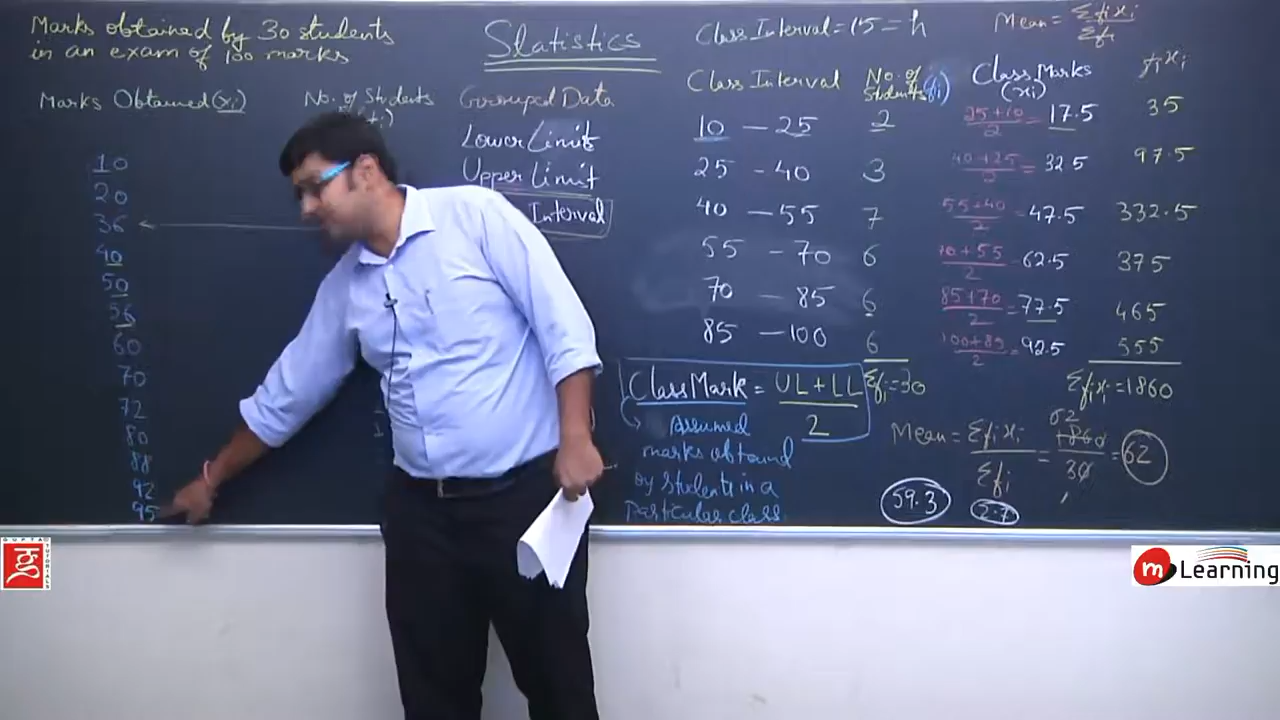 Marks obtained by 30 students
in an exam of 100 marks
Marks Obtained (xi)
No. of Students
10
20
36
40
50
56
60
70
72
80
88
92
95
Statistics
Grouped Data
Lower Limit
Upper Limit
Interval
Class Interval = 15 = h
Class Interval
No. of Students (fi)
10 — 25 2
25 - 40 3
40 — 55 7
55 - 70 6
70 — 85 6
85 — 100 6
Σfi = 30
Class Mark = UL + LL / 2
Assumed
marks obtained
by students in a
Particular class
Mean = Σfixi / Σfi
Class Marks (xi)
fixi
25+10 / 2 = 17.5 35
40+25 / 2 = 32.5 97.5
55+40 / 2 = 47.5 332.5
70+55 / 2 - 62.5 375
85+70 / 2 = 77.5 465
100+85 / 2 = 92.5 555
Σfixi = 1860
Mean = Σfixi / Σfi = 1860 / 30 = 62
62
59.3
2.7
GUPTA
TUTORIALS
m Learning